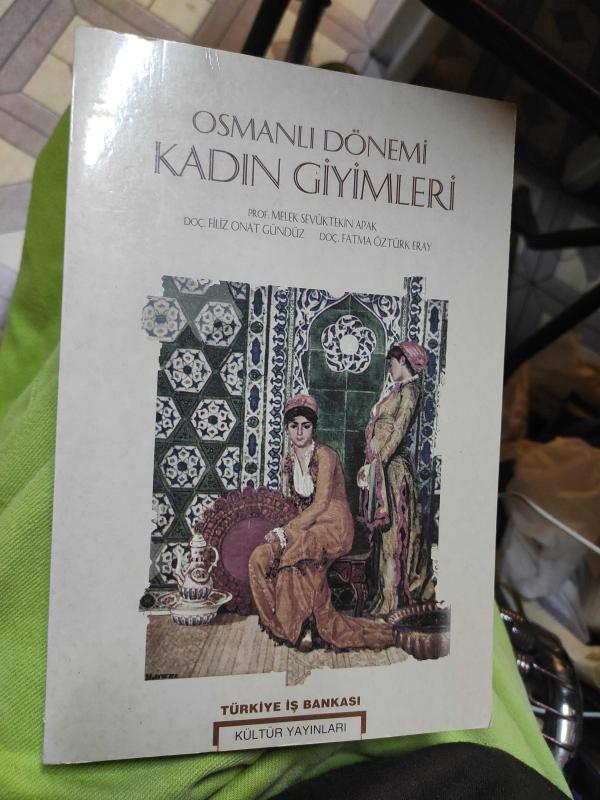 OSMANLI DÖNEMİ
KADIN GİYİMLERİ
PROF. MELEK SEVÜKTEKİN APAK
DOÇ. FİLİZ ONAT GÜNDÜZ DOÇ. FATMA ÖZTÜRK ERAY
TÜRKİYE İŞ BANKASI
KÜLTÜR YAYINLARI